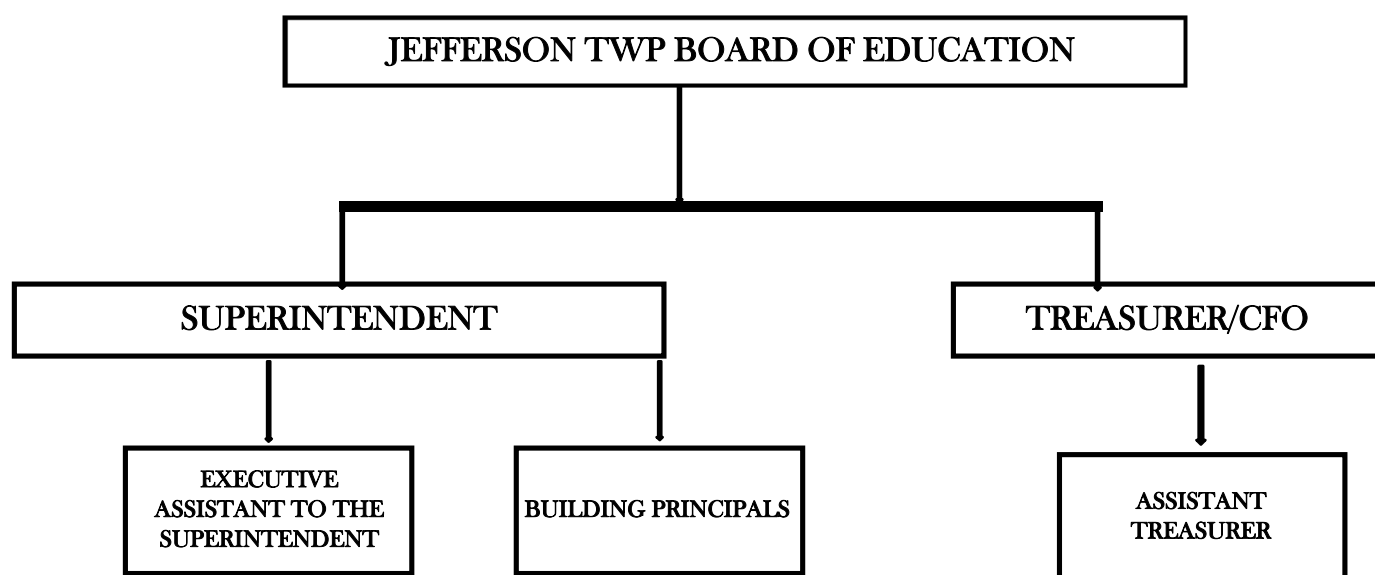 JEFFERSON TWP BOARD OF EDUCATION
SUPERINTENDENT
TREASURER/CFO
EXECUTIVE
ASSISTANT TO THE
SUPERINTENDENT
BUILDING PRINCIPALS
ASSISTANT
TREASURER